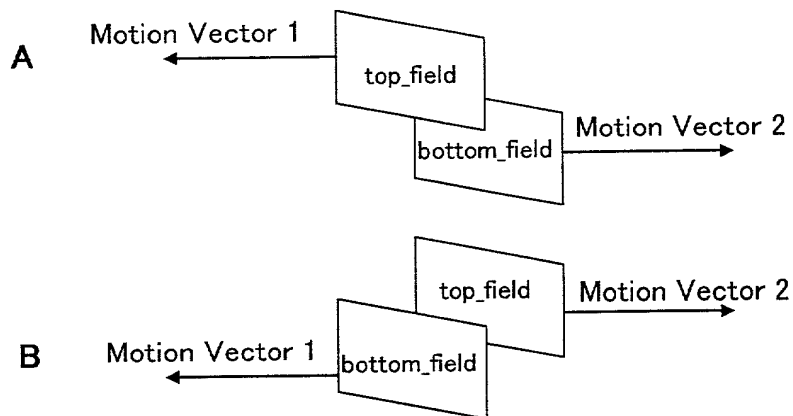 Motion Vector 1
A
top_field
Motion Vector 2
bottom_field
top_field
Motion Vector 2
B
Motion Vector 1
bottom_field